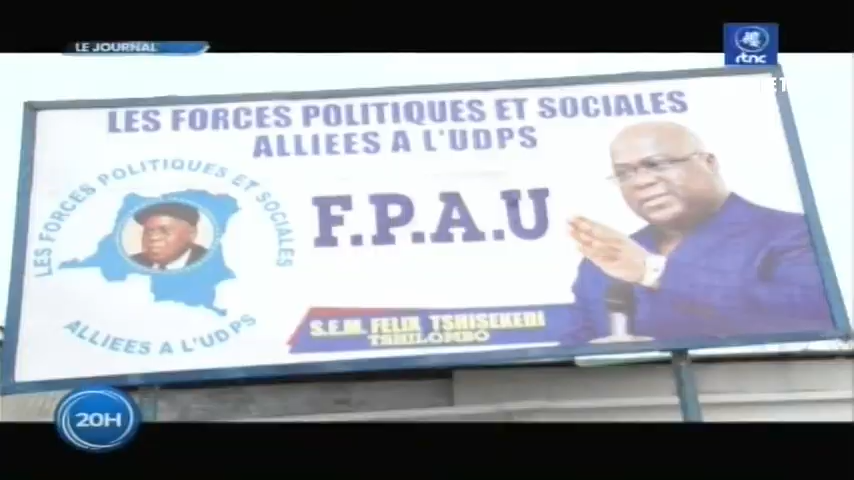 LE JOURNAL
rtnc
LES FORCES POLITIQUES ET SOCIALES
ALLIEES A L'UDPS
LES FORCES POLITIQUES ET SOCIALES
ALLIEES A L'UDPS
F.P.A.U
S.E.M. FELIX TSHISEKEDI
TSHILOMBO
20H